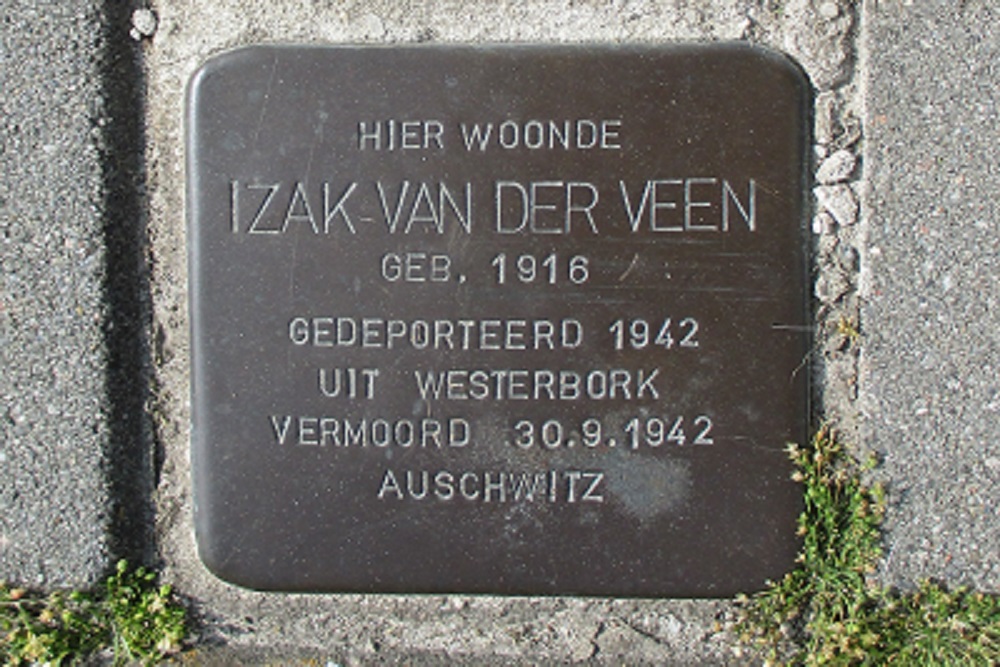 HIER WOONDE
IZAK VAN DER VEEN
GEB. 1916
GEDEPORTEERD 1942
UIT WESTERBORK
VERMOORD 30.9.1942
AUSCHWITZ